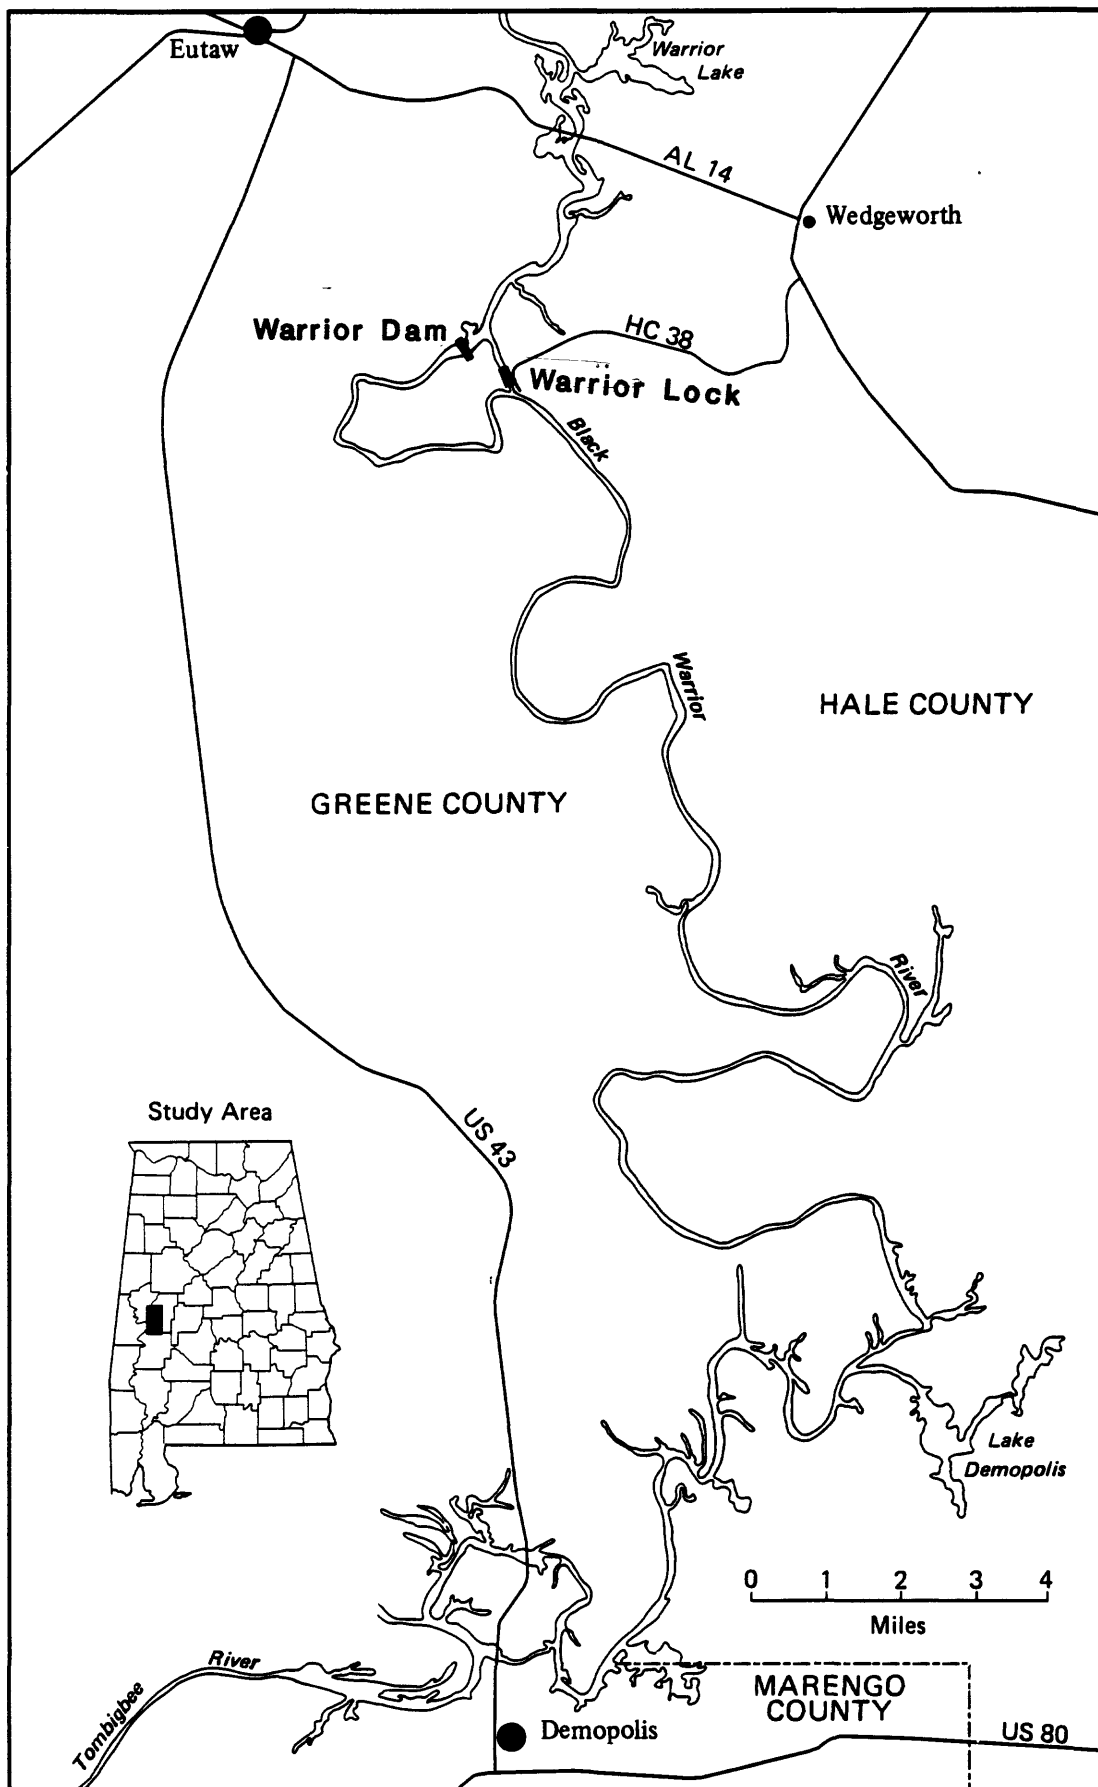 Eutaw
Warrior
Lake
AL 14
Wedgeworth
Warrior Dam
HC 38
Warrior Lock
Black
Warrior
HALE COUNTY
GREENE COUNTY
River
Study Area
US 43
Lake
Demopolis
0 1 2 3 4
Miles
River
Tombigbee
MARENGO
COUNTY
Demopolis
US 80